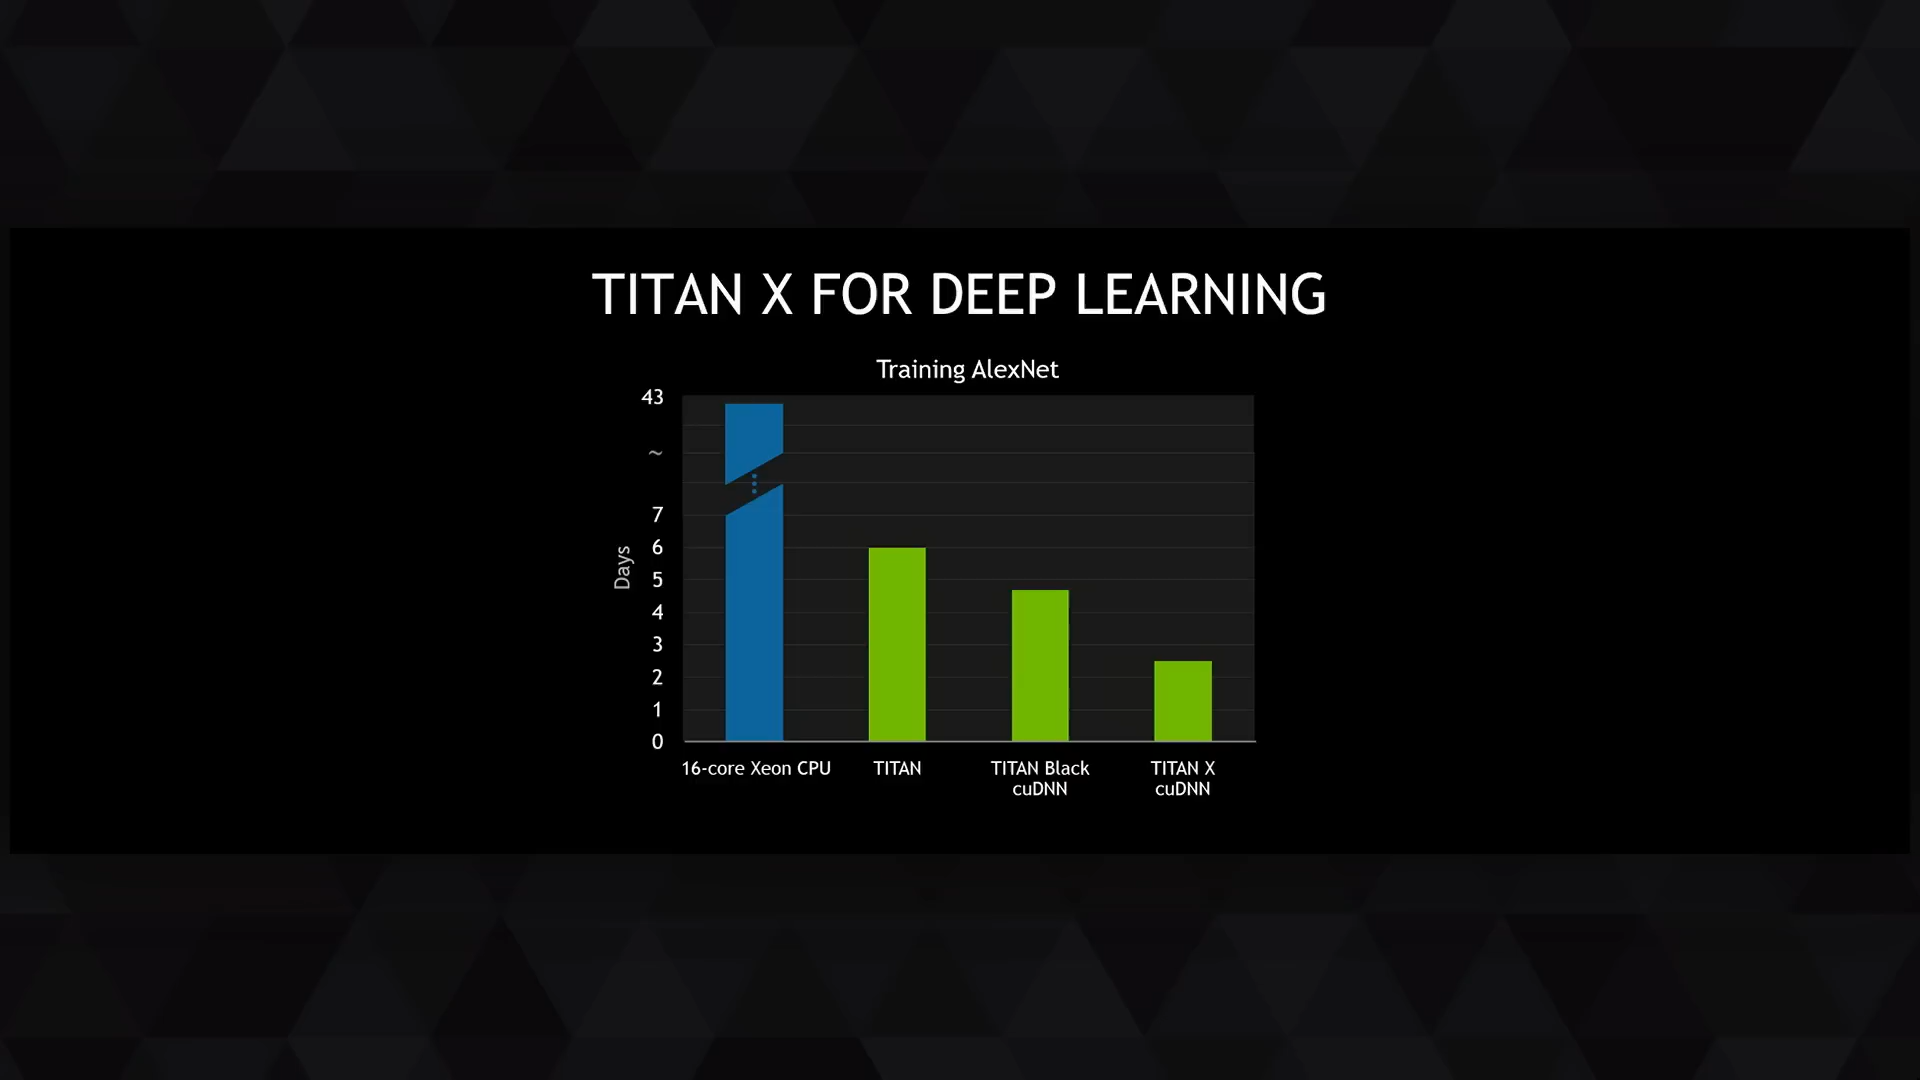 TITAN X FOR DEEP LEARNING
Training AlexNet
43
~
7
6
5
4
3
2
1
0
Days
16-core Xeon CPU
TITAN
TITAN Black
cuDNN
TITAN X
cuDNN